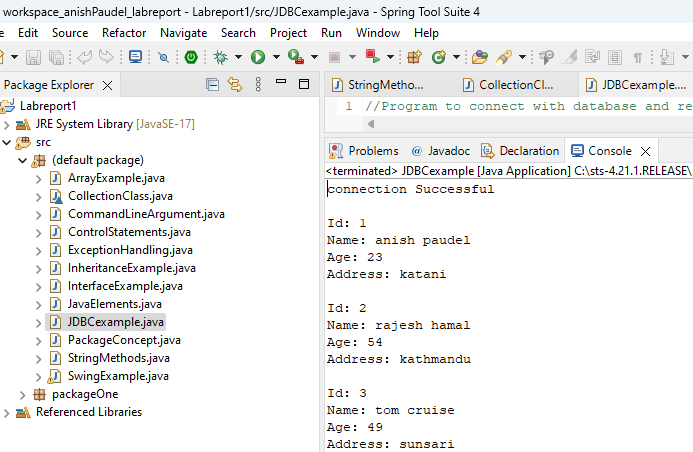 workspace_anishPaudel_labreport - Labreport1/src/JDBCexample.java - Spring Tool Suite 4
Edit Source Refactor Navigate Search Project Run Window Help
Package Explorer
Labreport1
JRE System Library [JavaSE-17]
src
(default package)
ArrayExample.java
CollectionClass.java
CommandLineArgument.java
ControlStatements.java
ExceptionHandling.java
InheritanceExample.java
InterfaceExample.java
JavaElements.java
JDBCexample.java
PackageConcept.java
StringMethods.java
SwingExample.java
packageOne
Referenced Libraries
StringMetho... CollectionCl... JDBCexample....
1 //Program to connect with database and re
Problems @ Javadoc Declaration Console
<terminated> JDBCexample [Java Application] C:\sts-4.21.1.RELEASE\
connection Successful
Id: 1
Name: anish paudel
Age: 23
Address: katani
Id: 2
Name: rajesh hamal
Age: 54
Address: kathmandu
Id: 3
Name: tom cruise
Age: 49
Address: sunsari